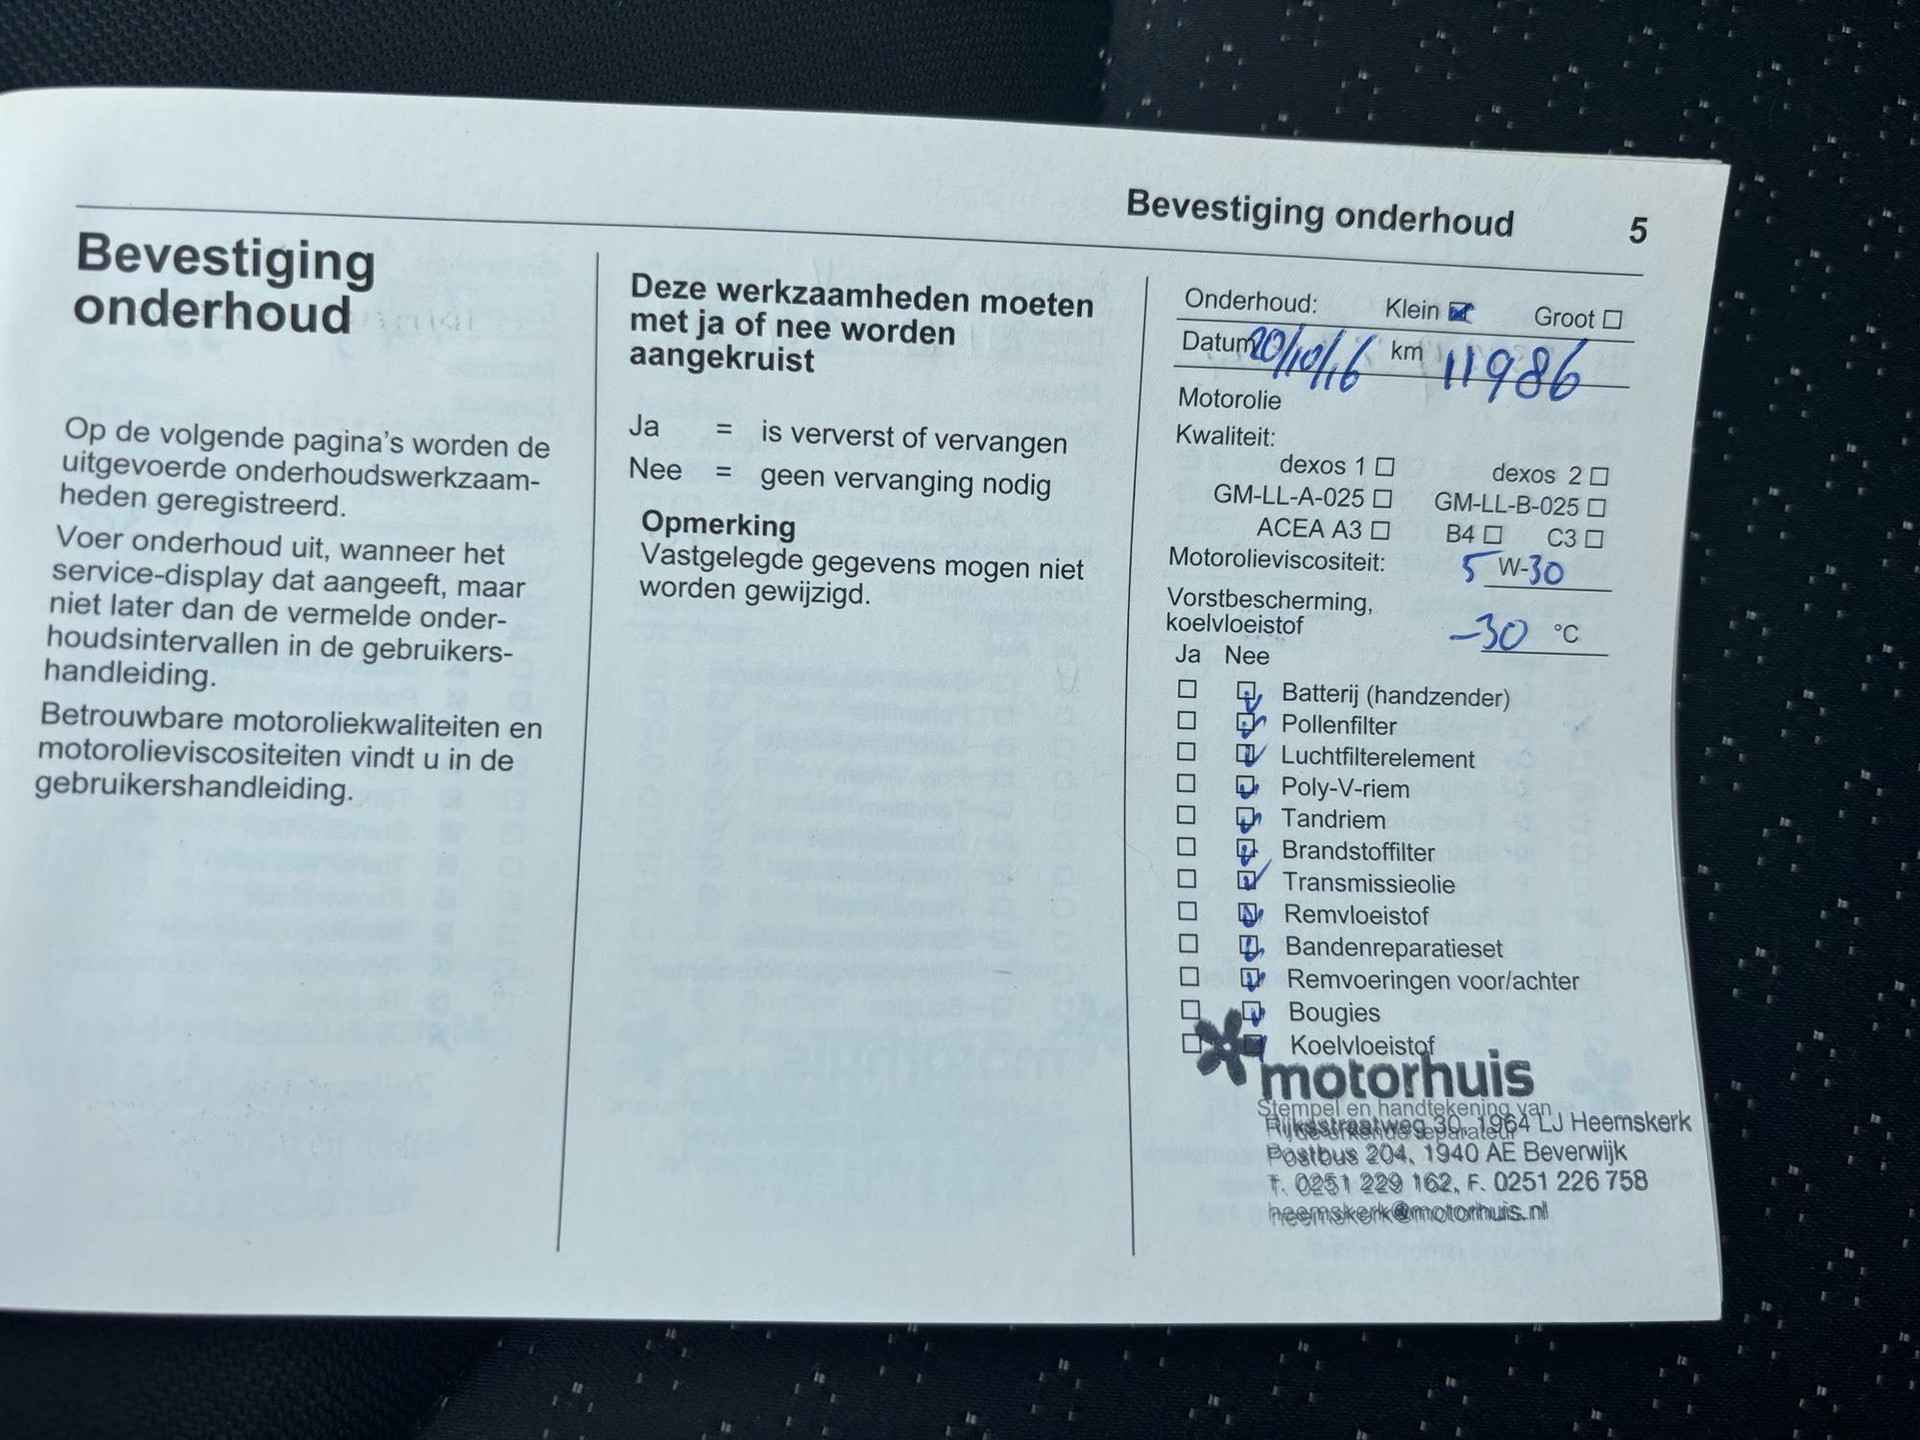 Bevestiging onderhoud 5
Bevestiging
onderhoud
Op de volgende pagina's worden de
uitgevoerde onderhoudswerkzaam-
heden geregistreerd.
Voer onderhoud uit, wanneer het
service-display dat aangeeft, maar
niet later dan de vermelde onder-
houdsintervallen in de gebruikers-
handleiding.
Betrouwbare motoroliekwaliteiten en
motorolieviscositeiten vindt u in de
gebruikershandleiding.
Deze werkzaamheden moeten
met ja of nee worden
aangekruist
Ja = is ververst of vervangen
Nee = geen vervanging nodig
Opmerking
Vastgelegde gegevens mogen niet
worden gewijzigd.
Onderhoud: Klein Groot
Datum 20/10/16 km 11986
Motorolie
Kwaliteit:
dexos 1 dexos 2
GM-LL-A-025 GM-LL-B-025
ACEA A3 B4 C3
Motorolieviscositeit: 5 W-30
Vorstbescherming,
koelvloeistof -30 °C
Ja Nee
Batterij (handzender)
Pollenfilter
Luchtfilterelement
Poly-V-riem
Tandriem
Brandstoffilter
Transmissieolie
Remvloeistof
Bandenreparatieset
Remvoeringen voor/achter
Bougies
Koelvloeistof
motorhuis
Stempel en handtekening van
Rijksstraatweg 30, 1964 LJ Heemskerk
de erkende reparateur
Postbus 204, 1940 AE Beverwijk
T. 0251 229 162, F. 0251 226 758
heemskerk@motorhuis.nl